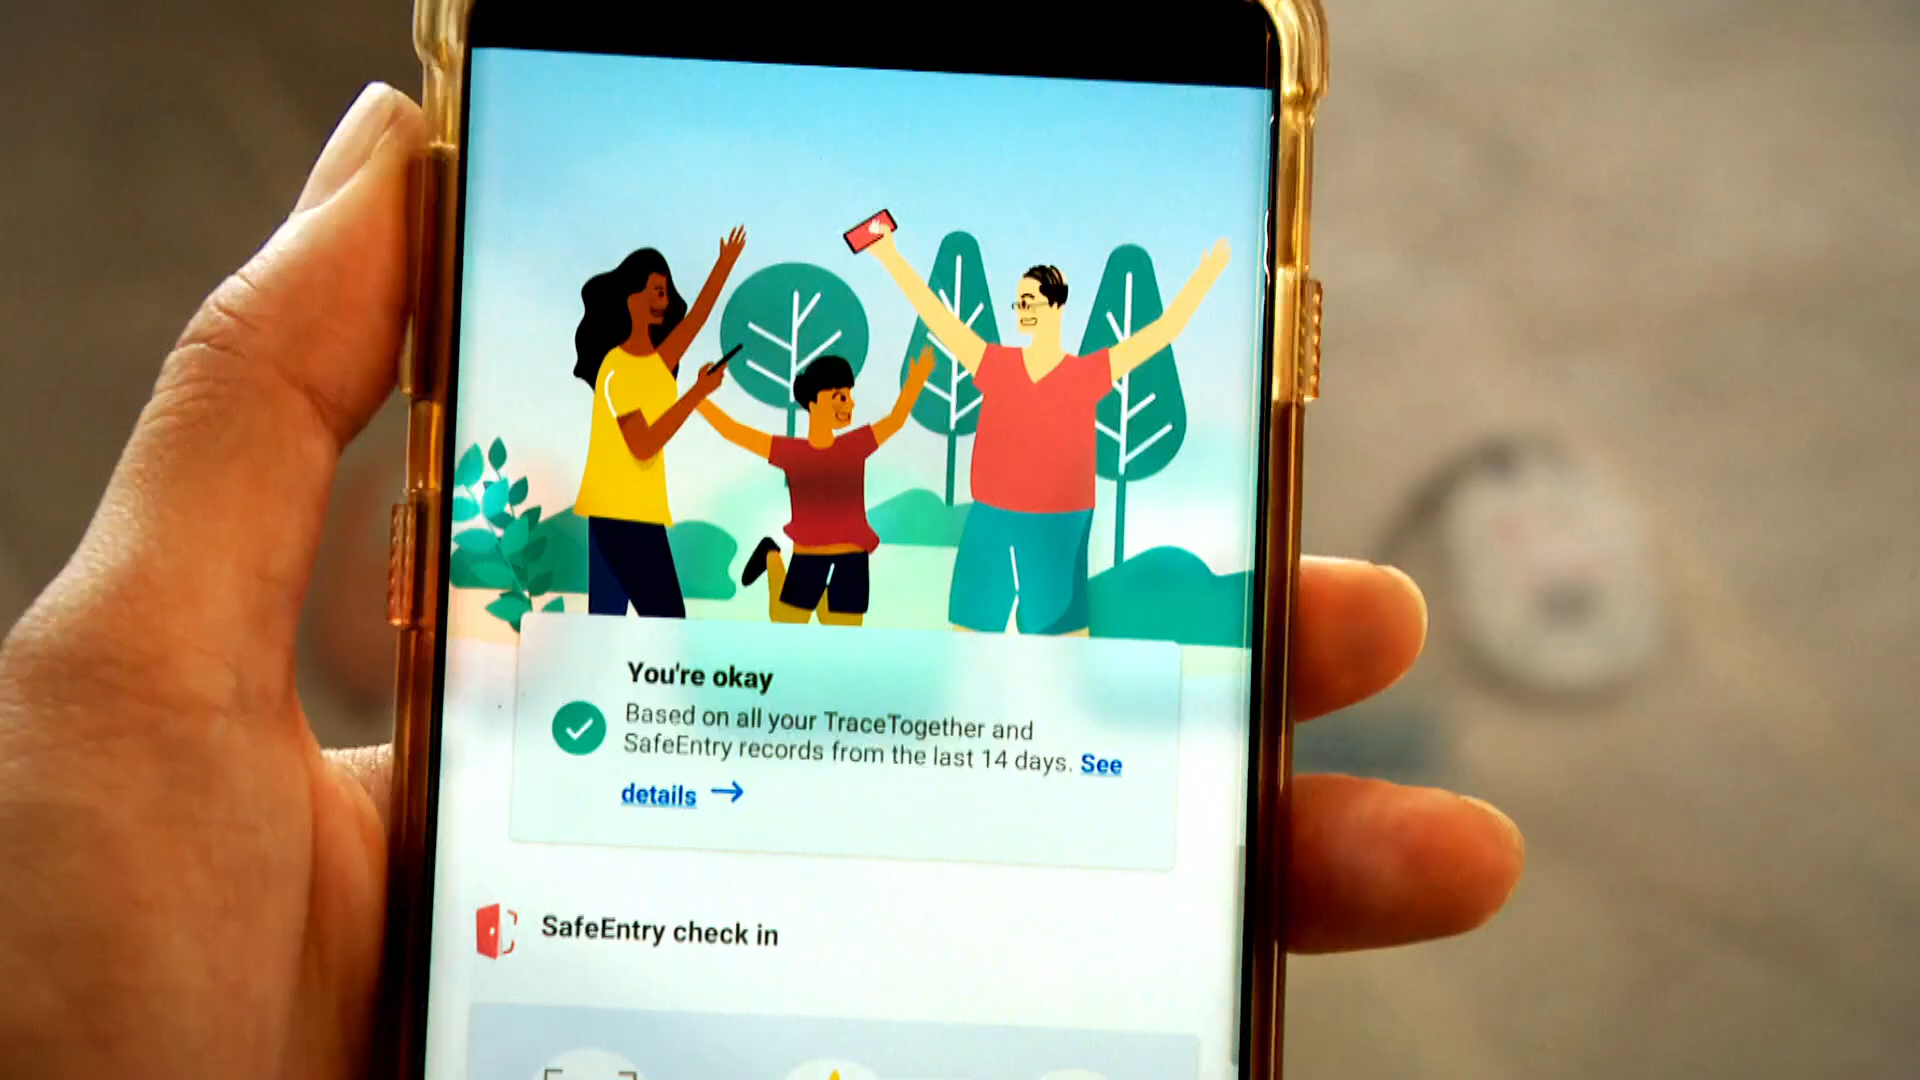 You're okay
Based on all your TraceTogether and
SafeEntry records from the last 14 days. See
details →
SafeEntry check in